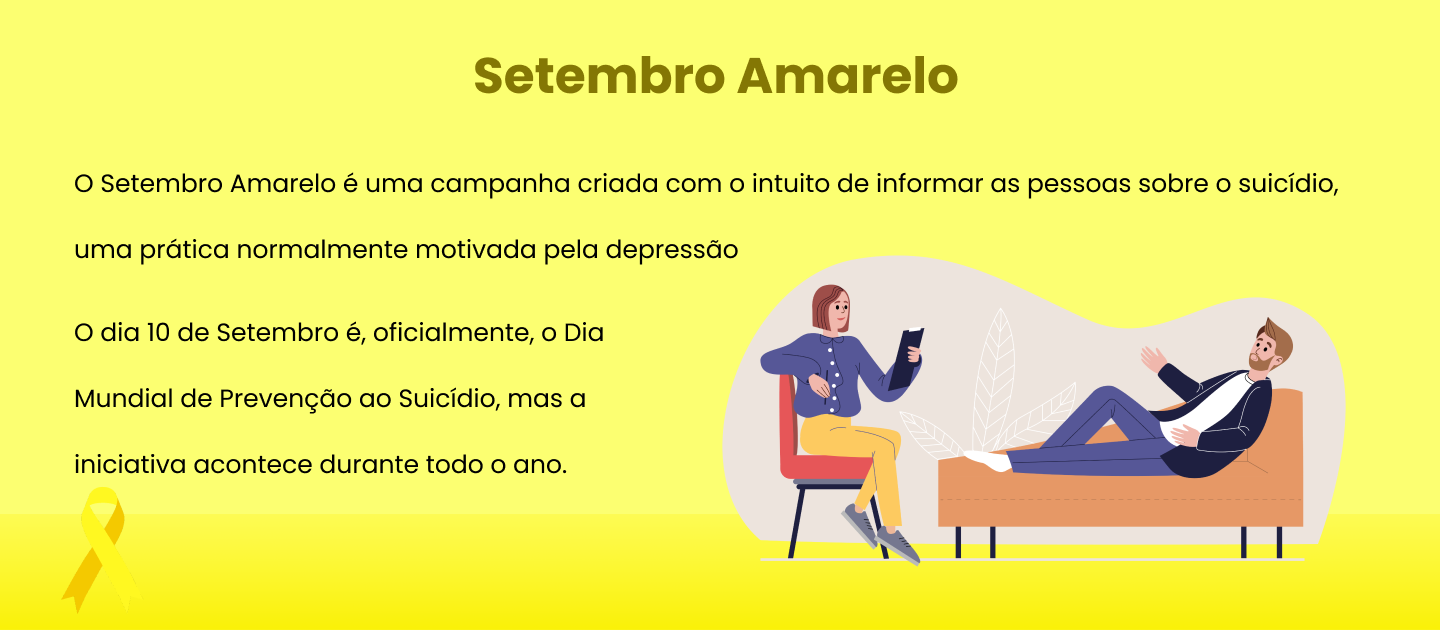 Setembro Amarelo
O Setembro Amarelo é uma campanha criada com o intuito de informar as pessoas sobre o suicídio,
uma prática normalmente motivada pela depressão
O dia 10 de Setembro é, oficialmente, o Dia
Mundial de Prevenção ao Suicídio, mas a
iniciativa acontece durante todo o ano.